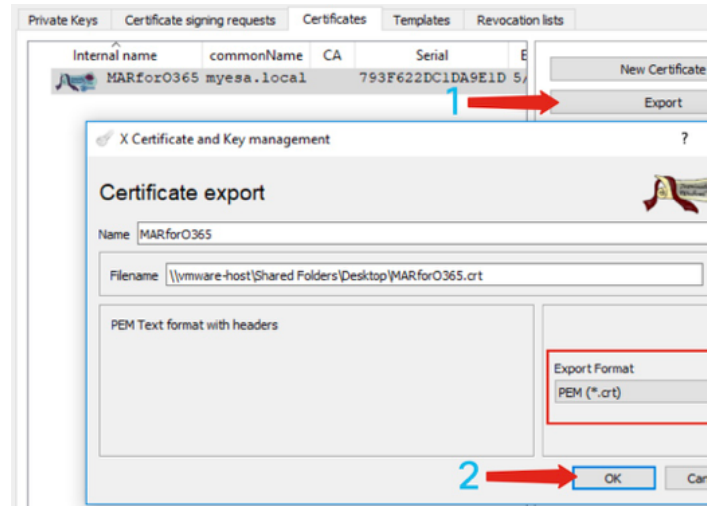 Private Keys Certificate signing requests Certificates Templates Revocation lists
Internal name commonName CA Serial
MARforO365 myesa.local 793F622DC1DA9E1D 5/
New Certificate
1
Export
X Certificate and Key management ?
Certificate export
Name MARforO365
Filename \\vmware-host\Shared Folders\Desktop\MARforO365.crt
PEM Text format with headers
Export Format
PEM (*.crt)
2
OK Can